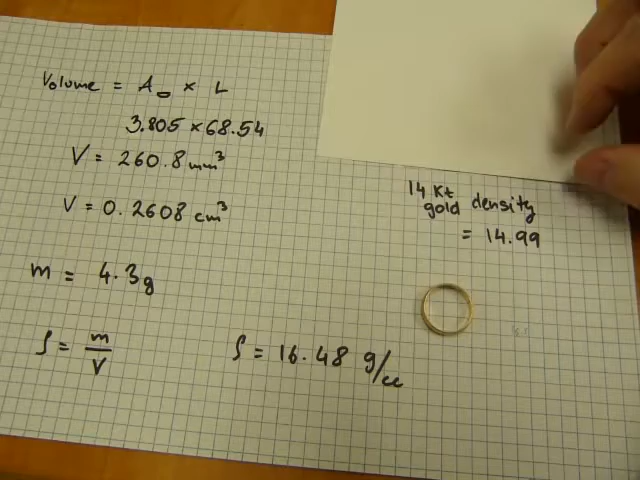 Volume = A▭ × L
3.805 × 68.54
V = 260.8 mm³
V = 0.2608 cm³
m = 4.3g
ρ = m/V
14 Kt
gold density
= 14.99
ρ = 16.48 g/cc